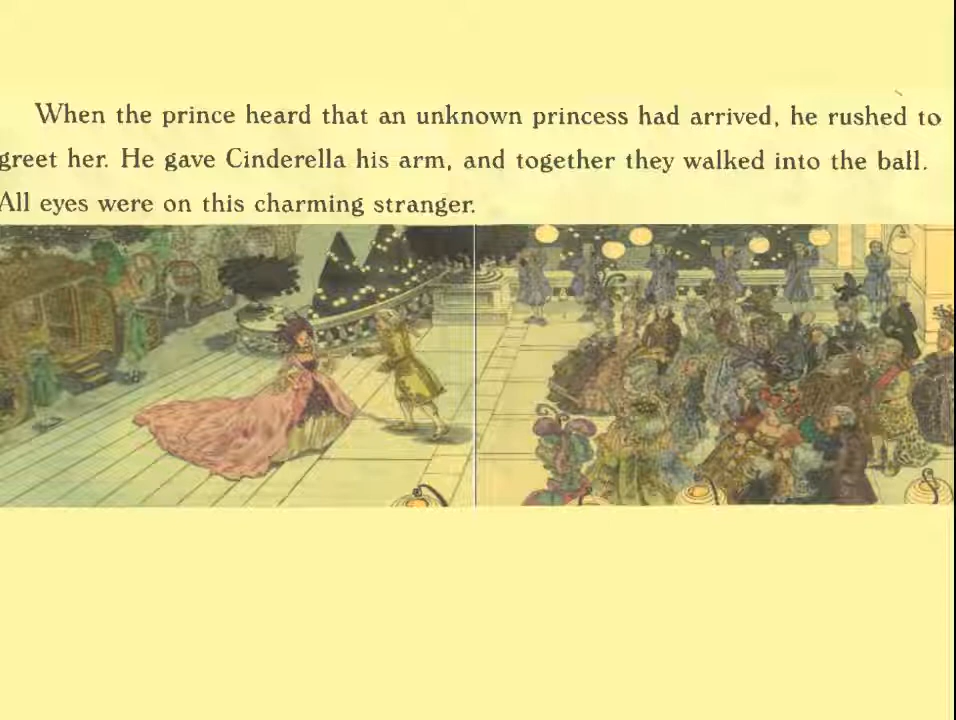 When the prince heard that an unknown princess had arrived, he rushed to
greet her. He gave Cinderella his arm, and together they walked into the ball.
All eyes were on this charming stranger.